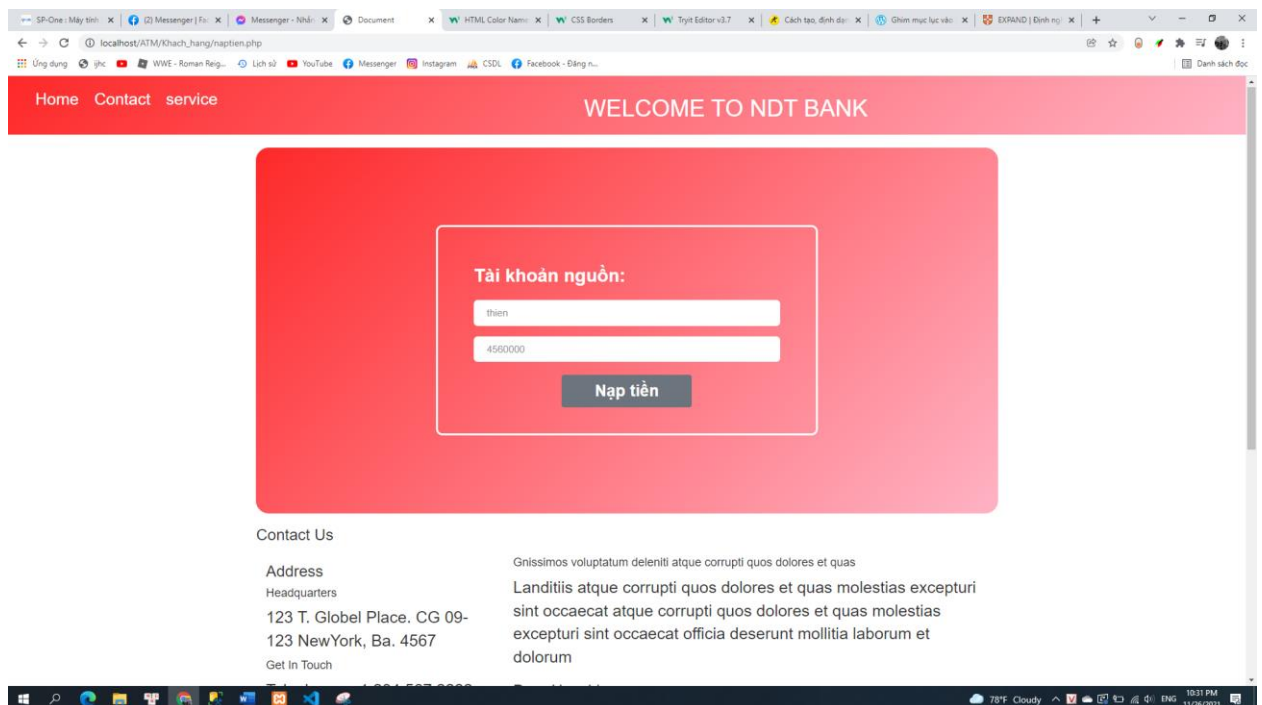 SP-One : Máy tính
(2) Messenger | Fa
Messenger - Nhắn
Document
HTML Color Name
CSS Borders
Tryit Editor v3.7
Cách tạo, định dạ
Ghim mục lục vào
EXPAND | Định ng
localhost/ATM/Khach_hang/naptien.php
Ứng dụng
ijhc
WWE - Roman Reig...
Lịch sử
YouTube
Messenger
Instagram
CSDL
Facebook - Đăng n...
Danh sách đọc
Home Contact service
WELCOME TO NDT BANK
Tài khoản nguồn:
thien
4560000
Nạp tiền
Contact Us
Address
Headquarters
123 T. Globel Place. CG 09-
123 NewYork, Ba. 4567
Get In Touch
Gnissimos voluptatum deleniti atque corrupti quos dolores et quas
Landitiis atque corrupti quos dolores et quas molestias excepturi
sint occaecat atque corrupti quos dolores et quas molestias
excepturi sint occaecat officia deserunt mollitia laborum et
dolorum
78°F Cloudy
ENG
10:31 PM
11/26/2021